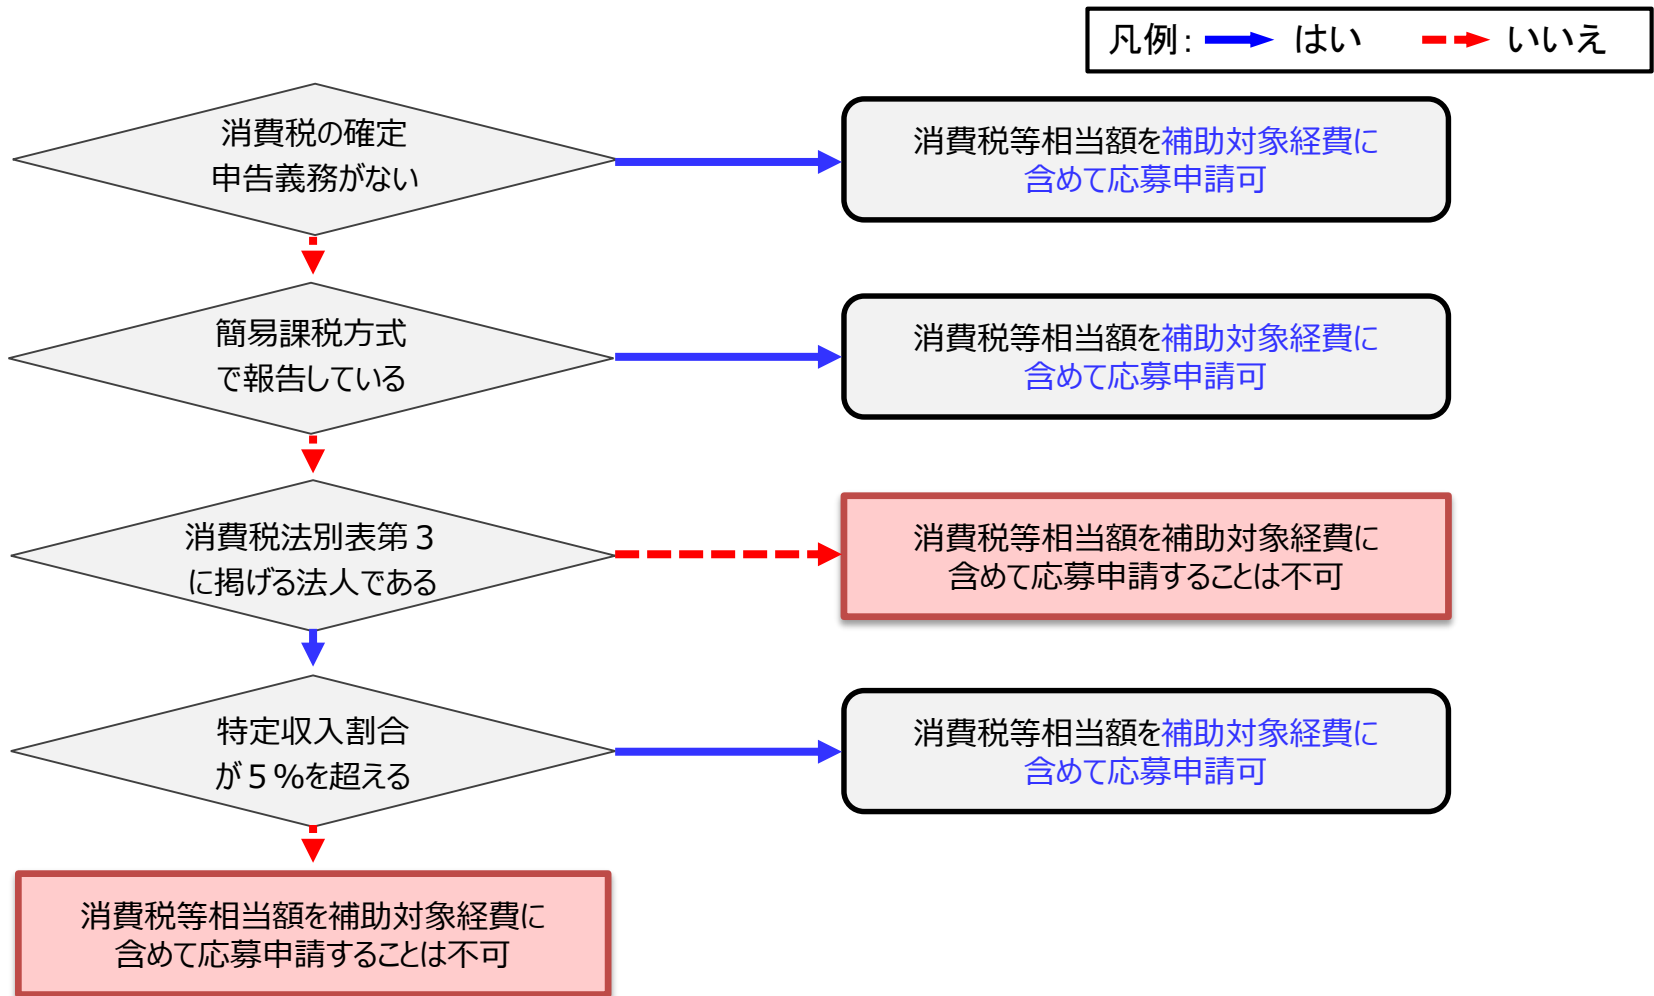 凡例： はい いいえ
消費税の確定
申告義務がない
消費税等相当額を補助対象経費に
含めて応募申請可
簡易課税方式
で報告している
消費税等相当額を補助対象経費に
含めて応募申請可
消費税法別表第３
に掲げる法人である
消費税等相当額を補助対象経費に
含めて応募申請することは不可
特定収入割合
が５％を超える
消費税等相当額を補助対象経費に
含めて応募申請可
消費税等相当額を補助対象経費に
含めて応募申請することは不可